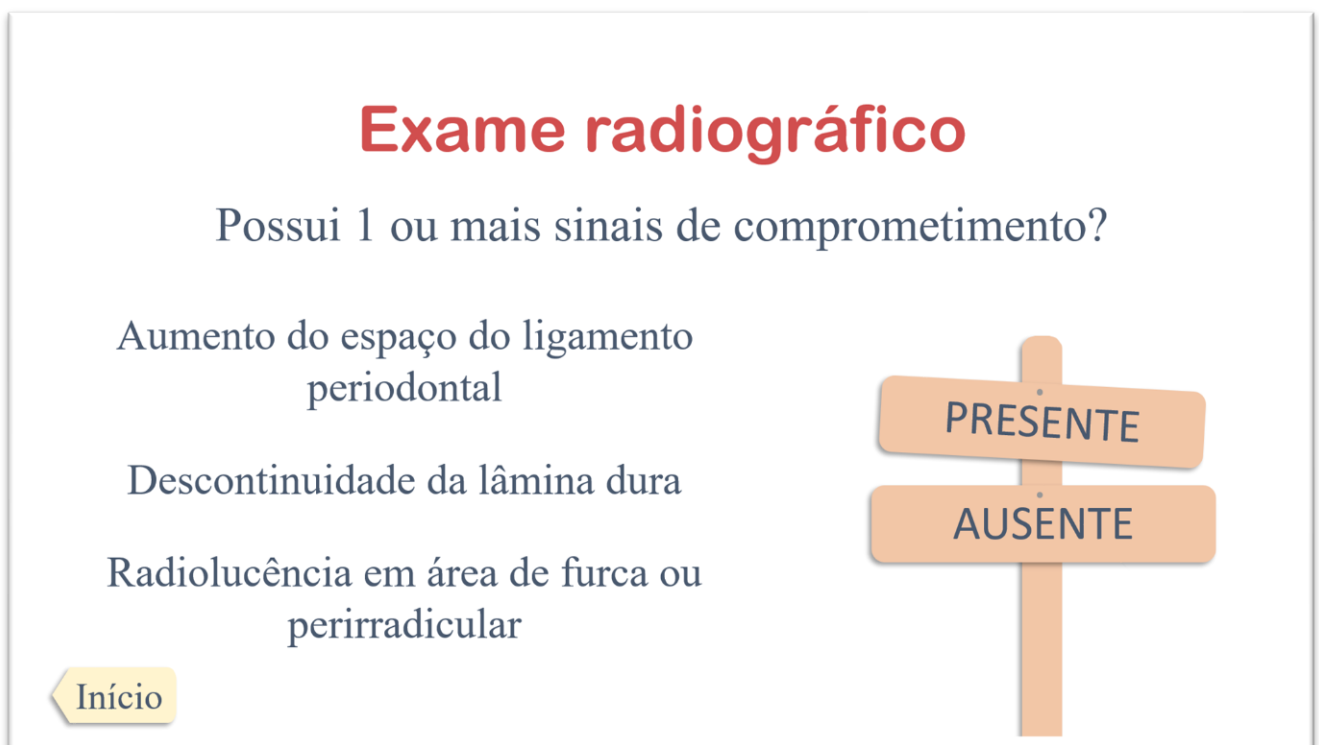 Exame radiográfico
Possui 1 ou mais sinais de comprometimento?
Aumento do espaço do ligamento
periodontal
Descontinuidade da lâmina dura
Radiolucência em área de furca ou
perirradicular
PRESENTE
AUSENTE
Início